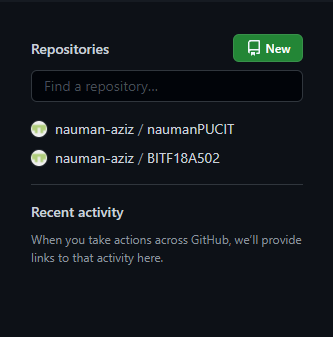 Repositories
New
Find a repository...
nauman-aziz / naumanPUCIT
nauman-aziz / BITF18A502
Recent activity
When you take actions across GitHub, we'll provide
links to that activity here.